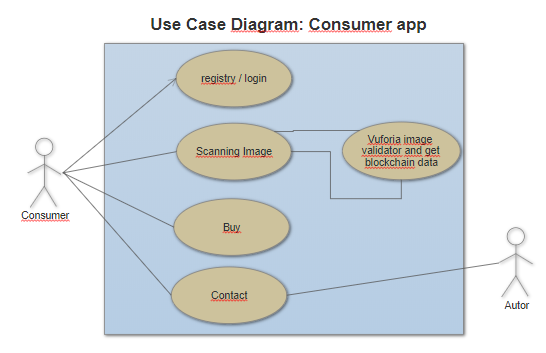 Use Case Diagram: Consumer app
registry / login
Scanning Image
Vuforia image
validator and get
blockchain data
Consumer
Buy
Contact
Autor